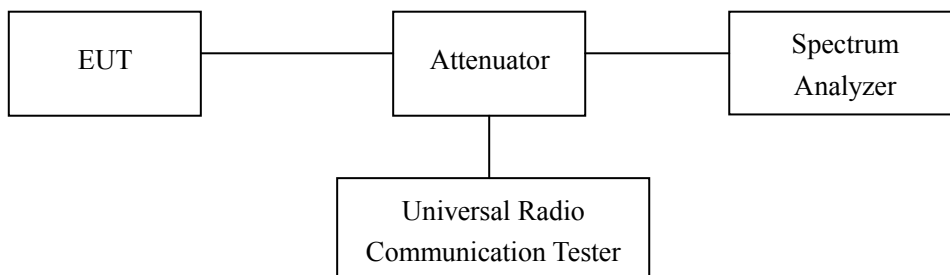 EUT
Attenuator
Spectrum
Analyzer
Universal Radio
Communication Tester